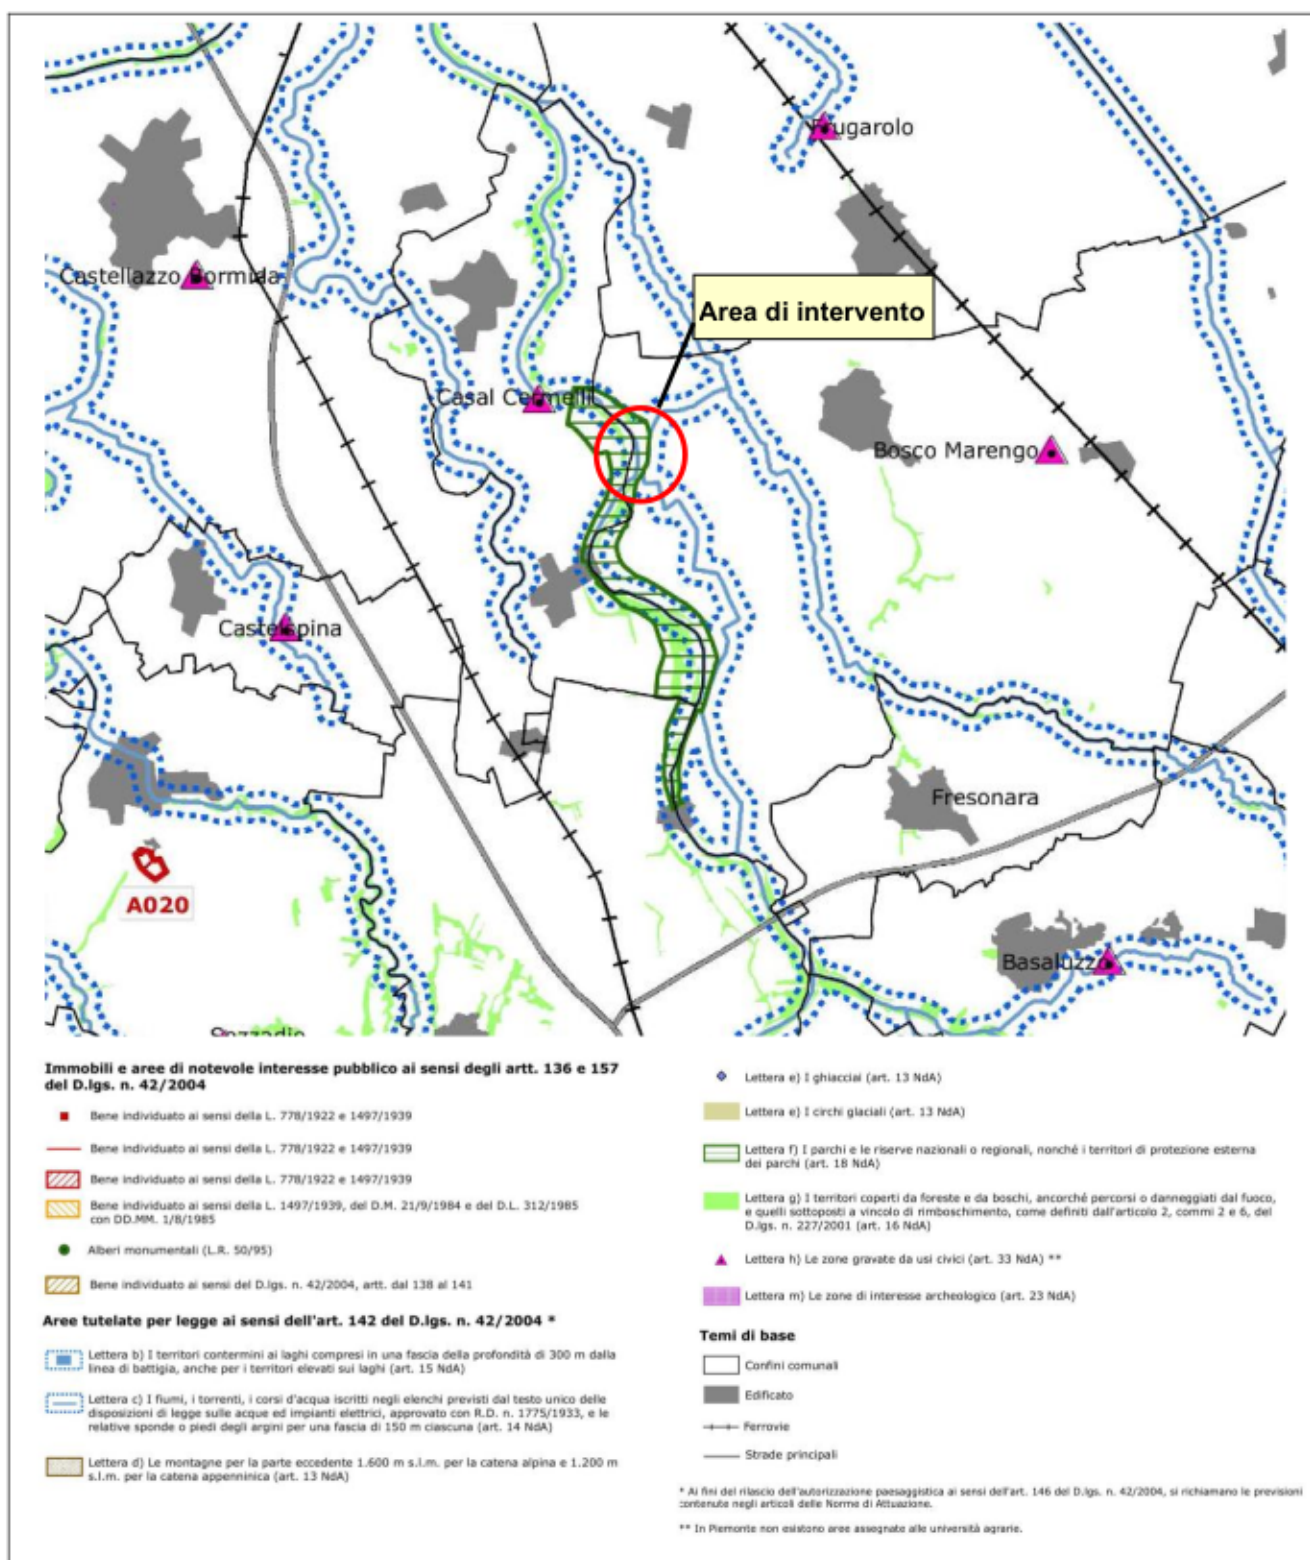 Frugarolo
Castellazzo Bormida
Area di intervento
Casal Cermelli
Bosco Marengo
Castelspina
Fresonara
A020
Basaluzzo
Sezzadio
Immobili e aree di notevole interesse pubblico ai sensi degli artt. 136 e 157
del D.lgs. n. 42/2004
Bene individuato ai sensi della L. 778/1922 e 1497/1939
Bene individuato ai sensi della L. 778/1922 e 1497/1939
Bene individuato ai sensi della L. 778/1922 e 1497/1939
Bene individuato ai sensi della L. 1497/1939, del D.M. 21/9/1984 e del D.L. 312/1985
con DD.MM. 1/8/1985
Alberi monumentali (L.R. 50/95)
Bene individuato ai sensi del D.lgs. n. 42/2004, artt. dal 138 al 141
Aree tutelate per legge ai sensi dell'art. 142 del D.lgs. n. 42/2004 *
Lettera b) I territori contermini ai laghi compresi in una fascia della profondità di 300 m dalla
linea di battigia, anche per i territori elevati sui laghi (art. 15 NdA)
Lettera c) I fiumi, i torrenti, i corsi d'acqua iscritti negli elenchi previsti dal testo unico delle
disposizioni di legge sulle acque ed impianti elettrici, approvato con R.D. n. 1775/1933, e le
relative sponde o piedi degli argini per una fascia di 150 m ciascuna (art. 14 NdA)
Lettera d) Le montagne per la parte eccedente 1.600 m s.l.m. per la catena alpina e 1.200 m
s.l.m. per la catena appenninica (art. 13 NdA)
Lettera e) I ghiacciai (art. 13 NdA)
Lettera e) I circhi glaciali (art. 13 NdA)
Lettera f) I parchi e le riserve nazionali o regionali, nonché i territori di protezione esterna
dei parchi (art. 18 NdA)
Lettera g) I territori coperti da foreste e da boschi, ancorché percorsi o danneggiati dal fuoco,
e quelli sottoposti a vincolo di rimboschimento, come definiti dall'articolo 2, commi 2 e 6, del
D.lgs. n. 227/2001 (art. 16 NdA)
Lettera h) Le zone gravate da usi civici (art. 33 NdA) **
Lettera m) Le zone di interesse archeologico (art. 23 NdA)
Temi di base
Confini comunali
Edificato
Ferrovie
Strade principali
* Ai fini del rilascio dell'autorizzazione paesaggistica ai sensi dell'art. 146 del D.lgs. n. 42/2004, si richiamano le previsioni
contenute negli articoli delle Norme di Attuazione.
** In Piemonte non esistono aree assegnate alle università agrarie.